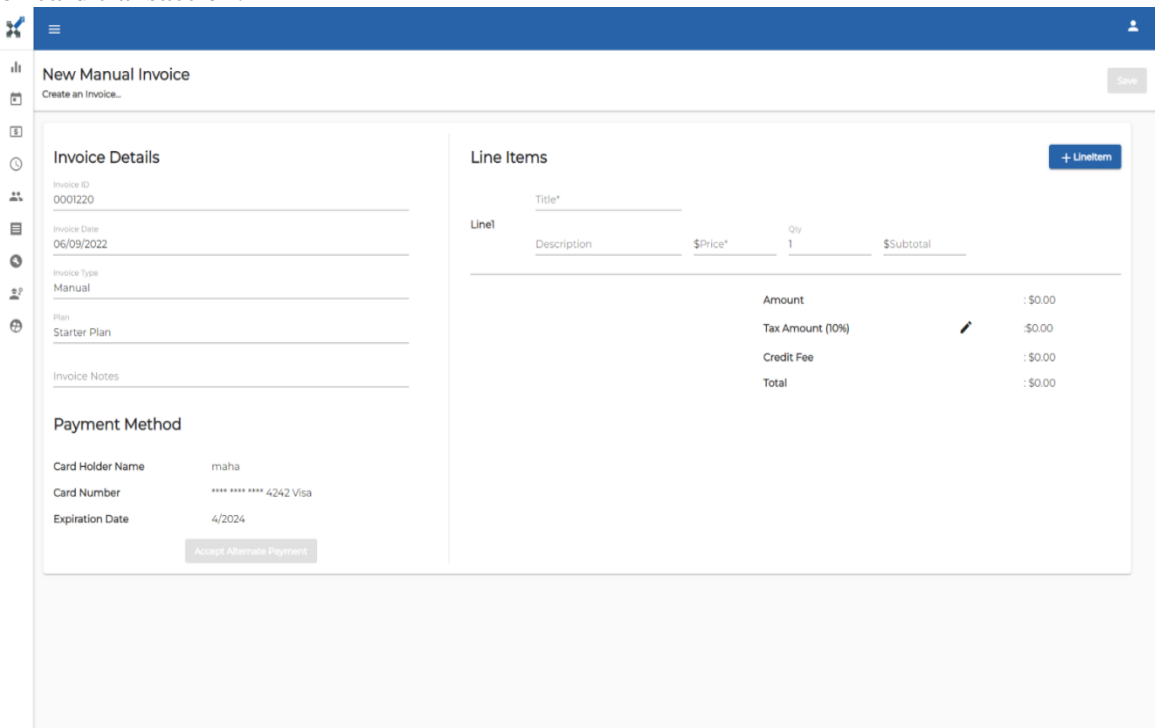 New Manual Invoice
Create an Invoice...
Save
Invoice Details
Invoice ID
0001220
Invoice Date
06/09/2022
Invoice Type
Manual
Plan
Starter Plan
Invoice Notes
Payment Method
Card Holder Name maha
Card Number **** **** **** 4242 Visa
Expiration Date 4/2024
Accept Alternate Payment
Line Items
+ LineItem
Title*
Line1
Qty
Description $Price* 1 $Subtotal
Amount : $0.00
Tax Amount (10%) :$0.00
Credit Fee : $0.00
Total : $0.00